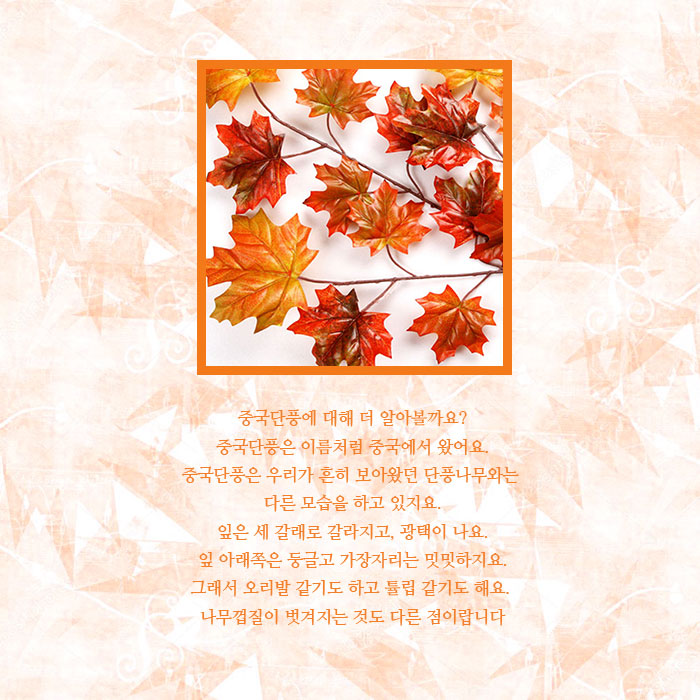 중국단풍에 대해 더 알아볼까요?
중국단풍은 이름처럼 중국에서 왔어요.
중국단풍은 우리가 흔히 보아왔던 단풍나무와는
다른 모습을 하고 있지요.
잎은 세 갈래로 갈라지고, 광택이 나요.
잎 아래쪽은 둥글고 가장자리는 밋밋하지요.
그래서 오리발 같기도 하고 튤립 같기도 해요.
나무껍질이 벗겨지는 것도 다른 점이랍니다